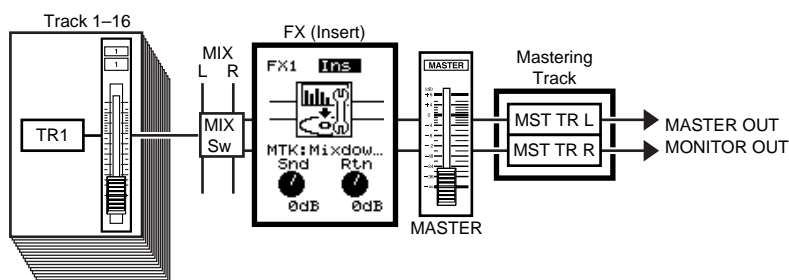 Track 1–16
1
1
TR1
MIX
L R
MIX
Sw
FX (Insert)
FX1 Ins
MTK:Mixdow...
Snd Rtn
0dB 0dB
MASTER
MASTER
Mastering
Track
MST TR L
MST TR R
MASTER OUT
MONITOR OUT